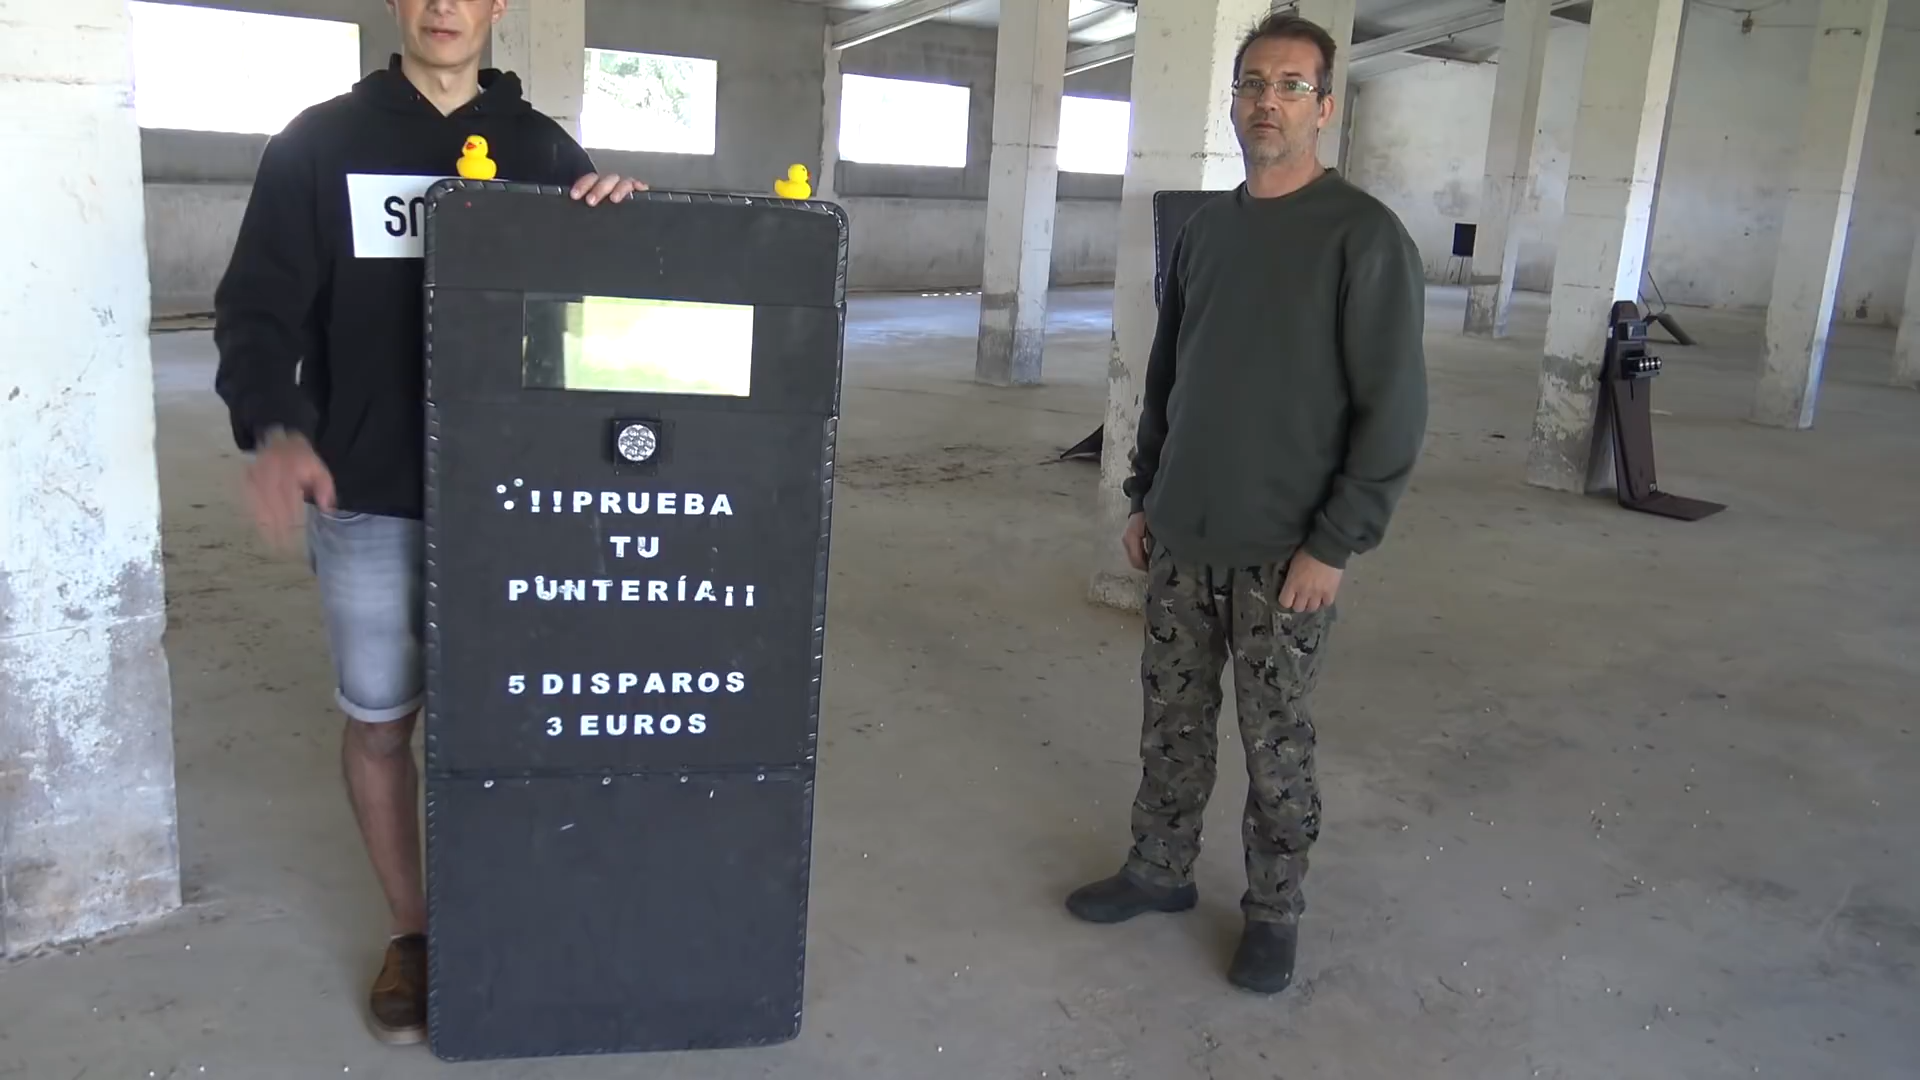 !!PRUEBA
TU
PUNTERÍA¡¡
5 DISPAROS
3 EUROS